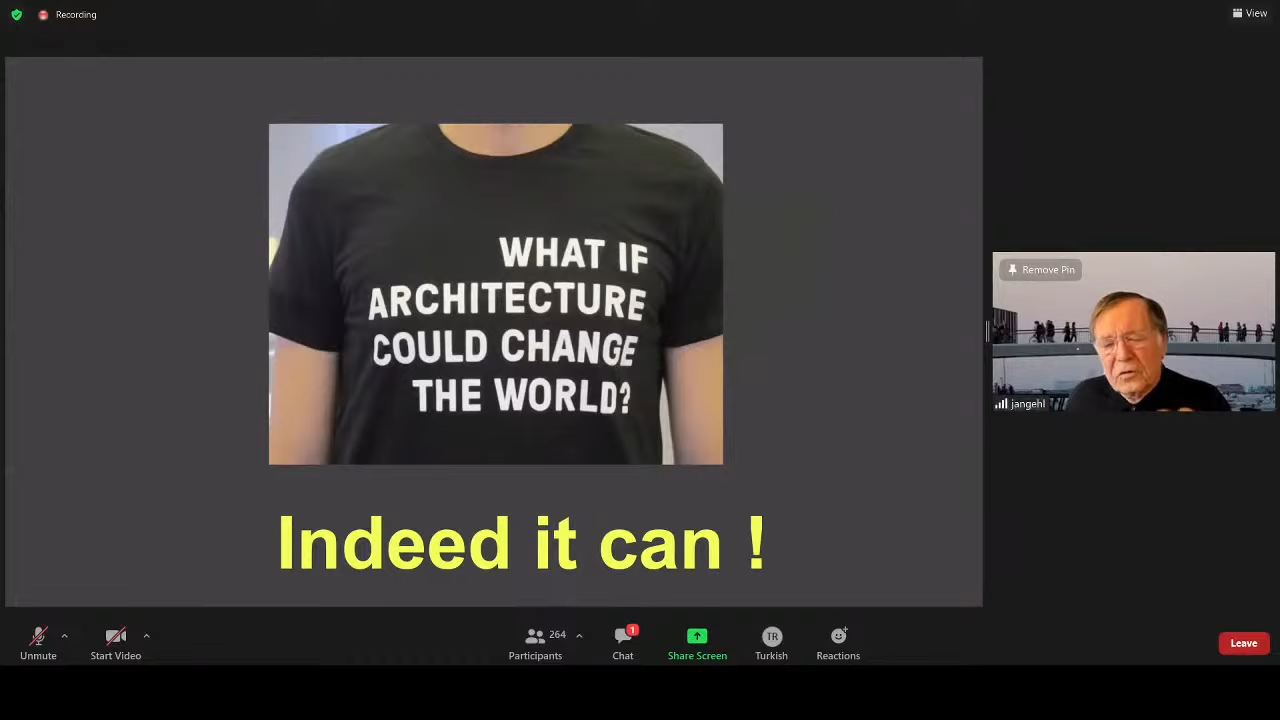 Recording
View
WHAT IF
ARCHITECTURE
COULD CHANGE
THE WORLD?
Indeed it can !
Remove Pin
jangehl
Unmute
Start Video
264
Participants
1
Chat
Share Screen
TR
Turkish
Reactions
Leave